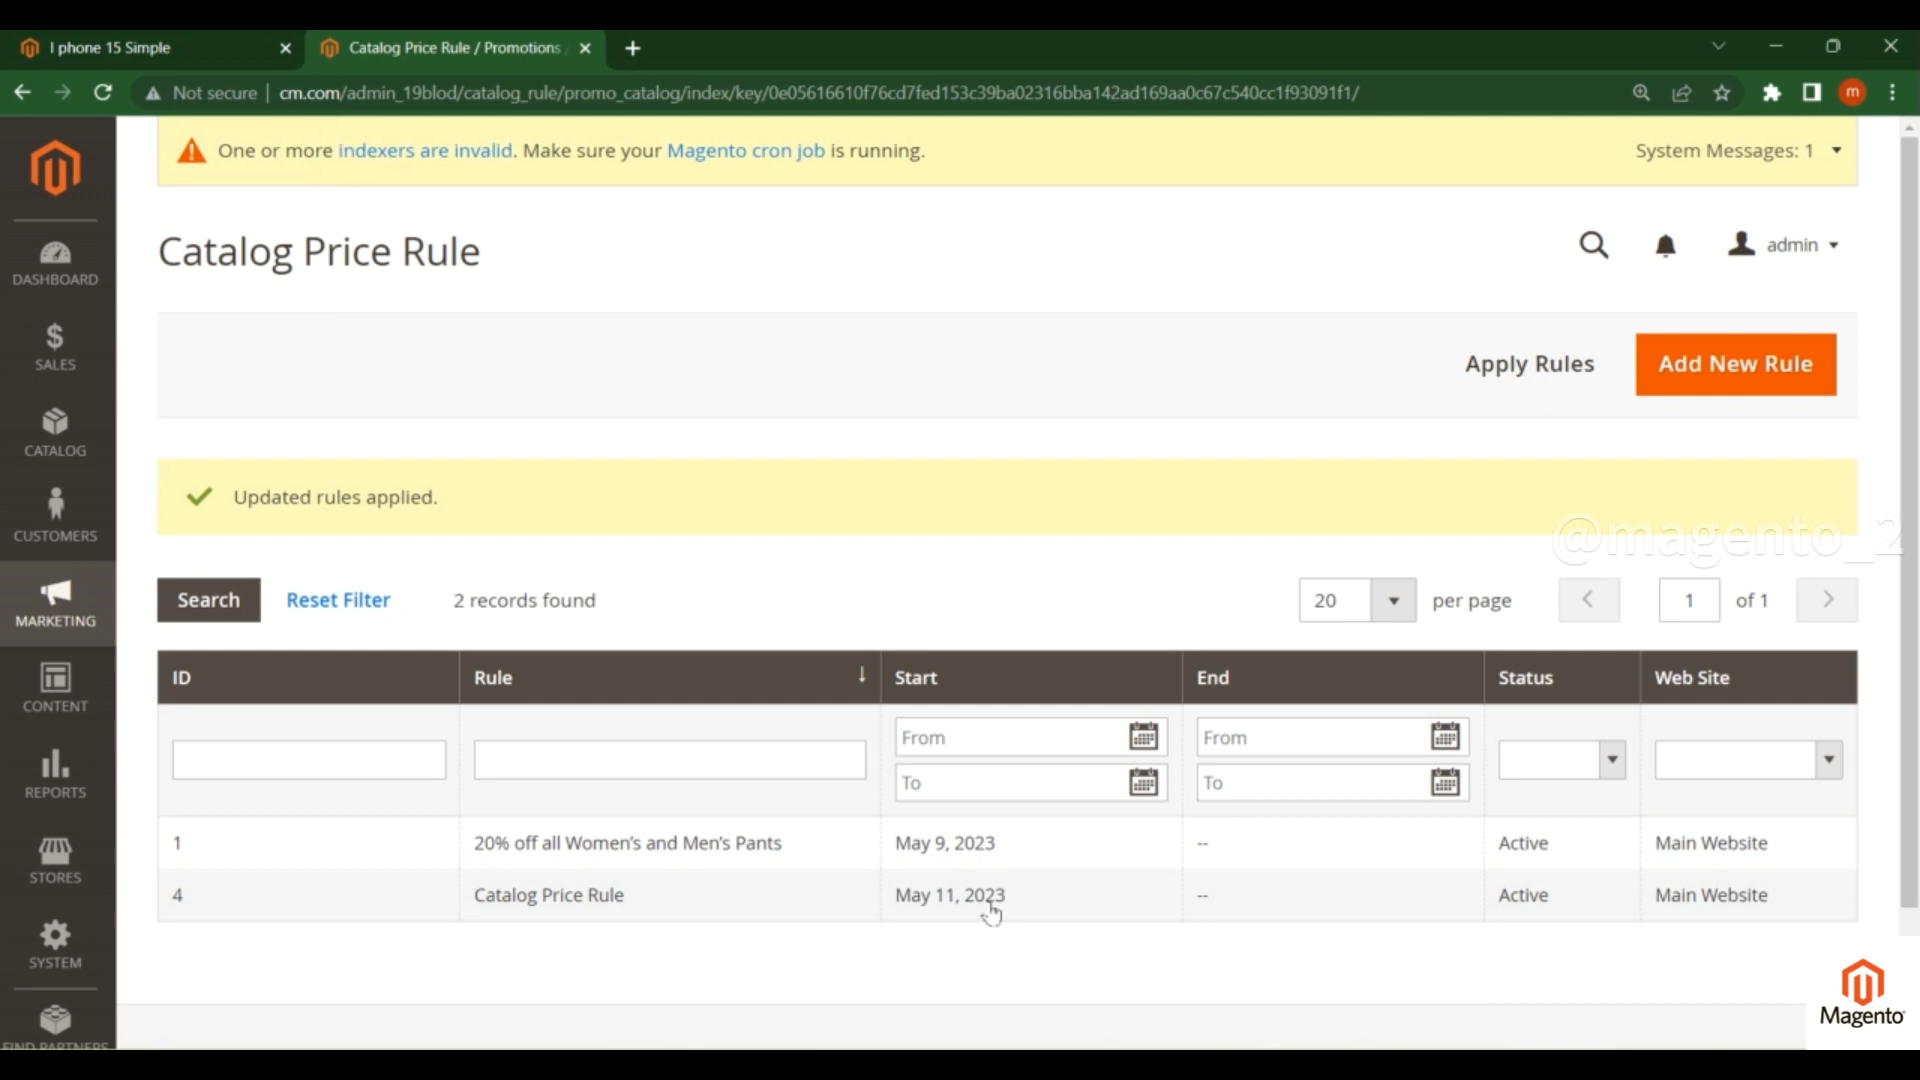 I phone 15 Simple
Catalog Price Rule / Promotions /
Not secure | cm.com/admin_19blod/catalog_rule/promo_catalog/index/key/0e05616610f76cd7fed153c39ba02316bba142ad169aa0c67c540cc1f93091f1/
m
One or more indexers are invalid. Make sure your Magento cron job is running.
System Messages: 1
Catalog Price Rule
admin
Apply Rules
Add New Rule
Updated rules applied.
@magento_2
Search
Reset Filter
2 records found
20 per page
1 of 1
ID Rule Start End Status Web Site
From From
To To
1 20% off all Women's and Men's Pants May 9, 2023 -- Active Main Website
4 Catalog Price Rule May 11, 2023 -- Active Main Website
DASHBOARD
SALES
CATALOG
CUSTOMERS
MARKETING
CONTENT
REPORTS
STORES
SYSTEM
FIND PARTNERS
Magento